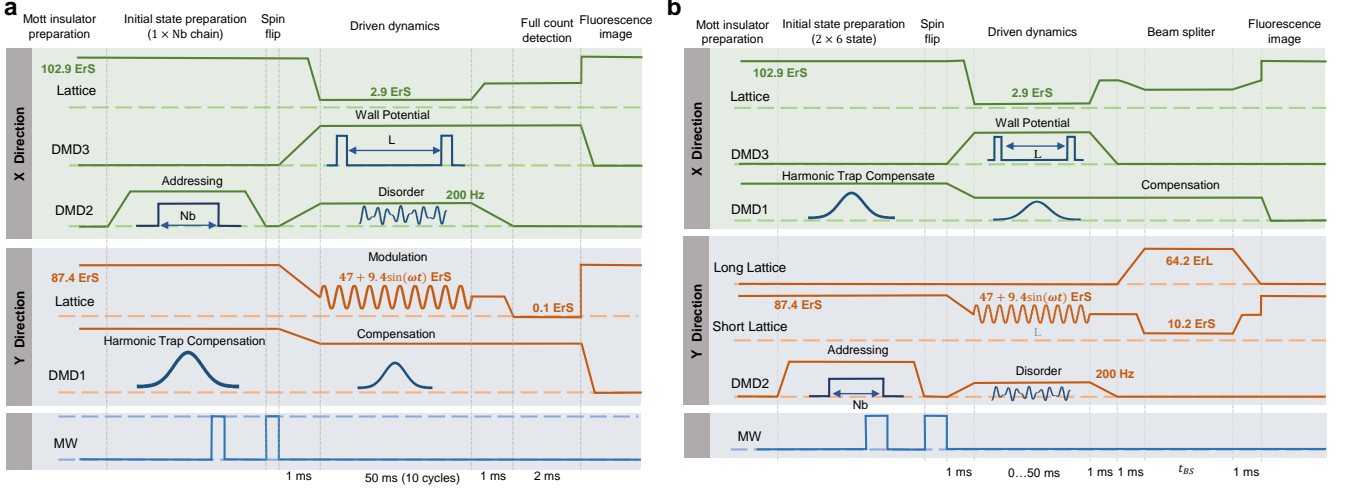 a
Mott insulator
preparation
Initial state preparation
(1 × Nb chain)
Spin
flip
Driven dynamics
Full count
detection
Fluorescence
image
X Direction
102.9 ErS
Lattice
2.9 ErS
Wall Potential
L
DMD3
Addressing
Disorder
200 Hz
DMD2
Nb
Y Direction
Modulation
87.4 ErS
47 + 9.4sin(ωt) ErS
Lattice
0.1 ErS
Harmonic Trap Compensation
Compensation
DMD1
MW
1 ms
50 ms (10 cycles)
1 ms
2 ms
b
Mott insulator
preparation
Initial state preparation
(2 × 6 state)
Spin
flip
Driven dynamics
Beam spliter
Fluorescence
image
X Direction
102.9 ErS
Lattice
2.9 ErS
Wall Potential
L
DMD3
Harmonic Trap Compensate
Compensation
DMD1
Y Direction
Long Lattice
64.2 ErL
87.4 ErS
47 + 9.4sin(ωt) ErS
Short Lattice
L
10.2 ErS
Addressing
Disorder
200 Hz
DMD2
Nb
MW
1 ms
0...50 ms
1 ms
1 ms
tBS
1 ms